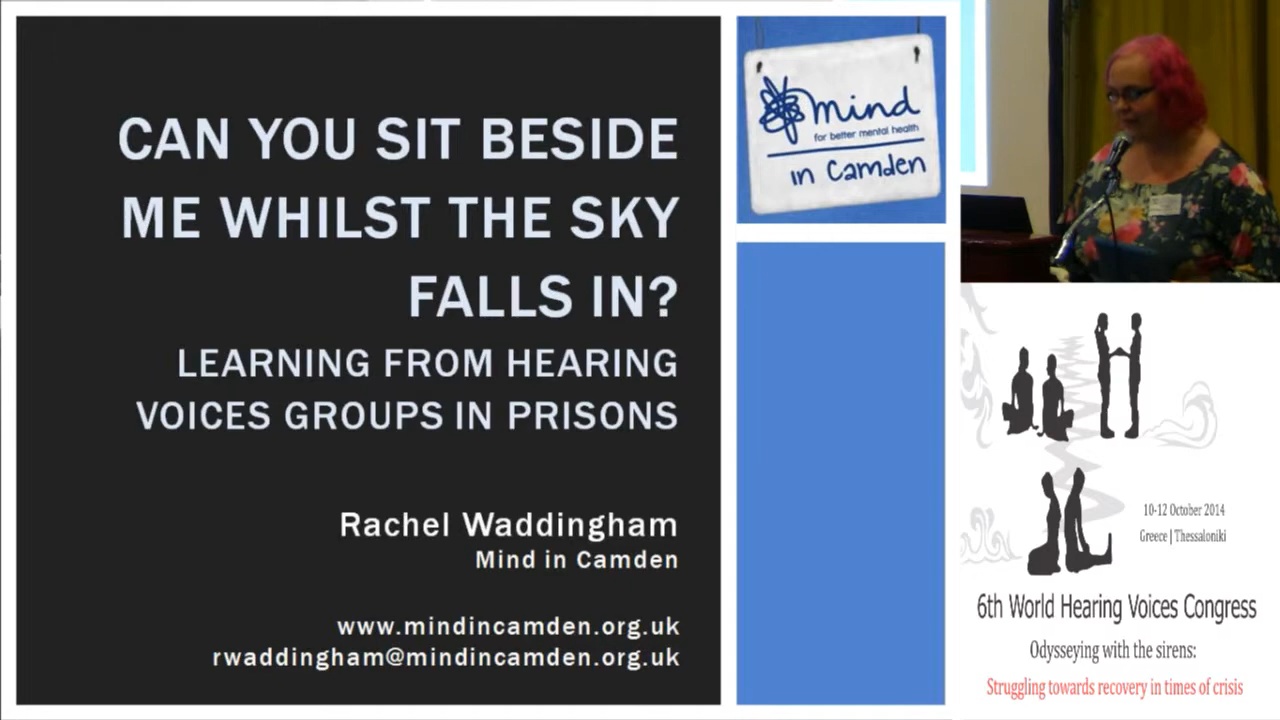 CAN YOU SIT BESIDE
ME WHILST THE SKY
FALLS IN?
LEARNING FROM HEARING
VOICES GROUPS IN PRISONS
Rachel Waddingham
Mind in Camden
www.mindincamden.org.uk
rwaddingham@mindincamden.org.uk
mind
for better mental health
in Camden
10-12 October 2014
Greece | Thessaloniki
6th World Hearing Voices Congress
Odysseying with the sirens:
Struggling towards recovery in times of crisis